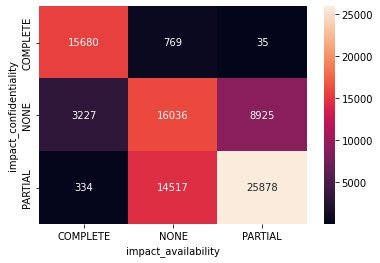 impact_confidentiality
COMPLETE
NONE
PARTIAL
15680 769 35
3227 16036 8925
334 14517 25878
COMPLETE NONE PARTIAL
impact_availability
25000
20000
15000
10000
5000